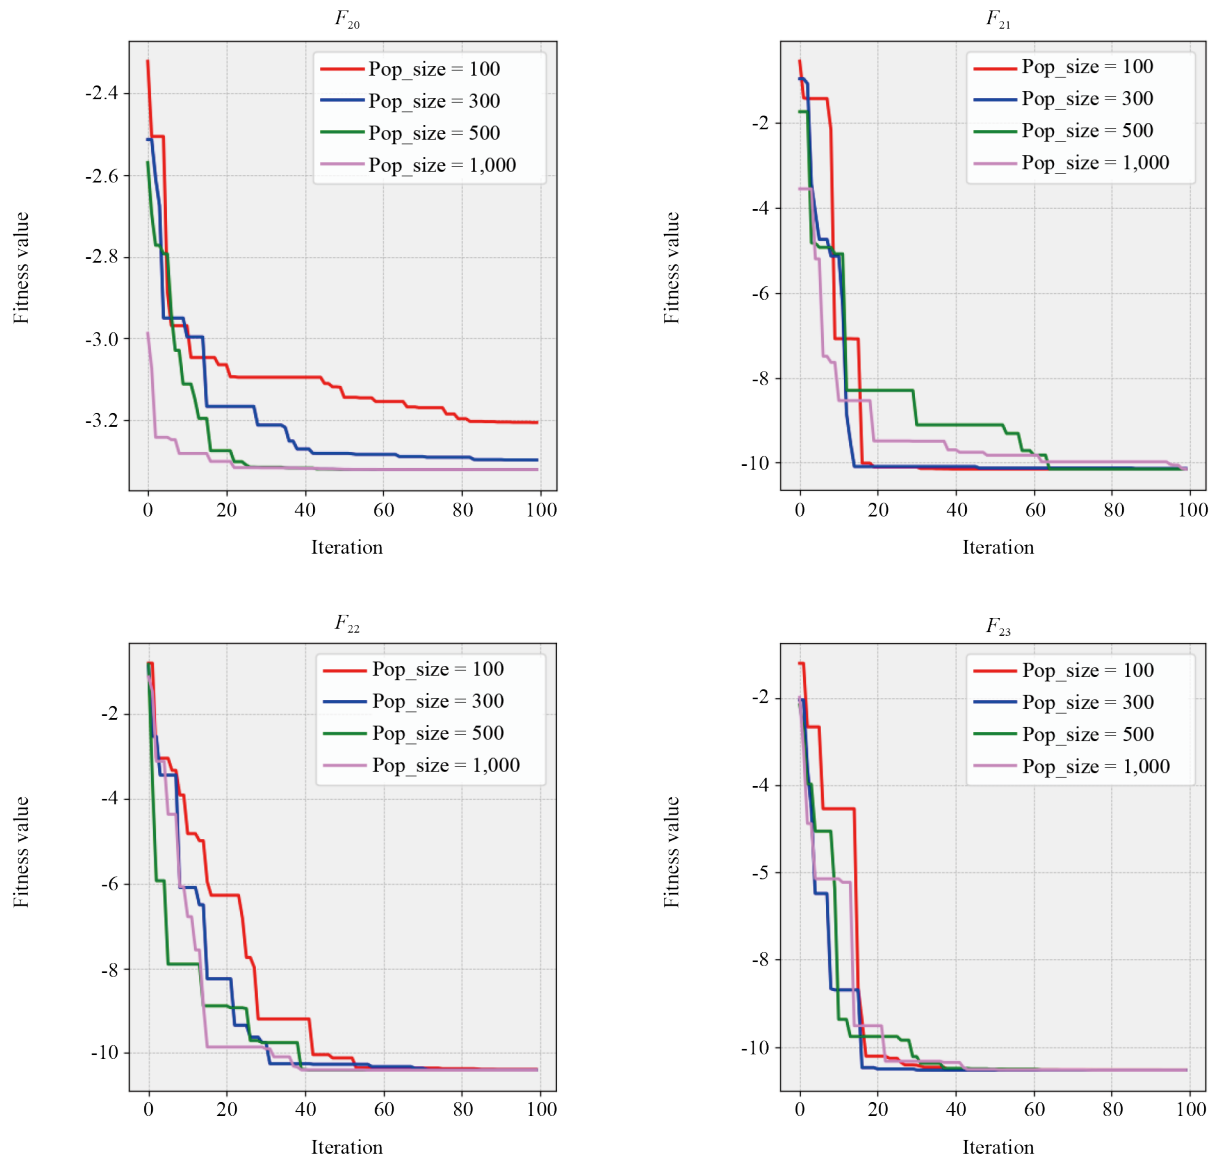 F20
Pop_size = 100
Pop_size = 300
Pop_size = 500
Pop_size = 1,000
Fitness value
-2.4
-2.6
-2.8
-3.0
-3.2
0 20 40 60 80 100
Iteration
F21
Pop_size = 100
Pop_size = 300
Pop_size = 500
Pop_size = 1,000
Fitness value
-2
-4
-6
-8
-10
0 20 40 60 80 100
Iteration
F22
Pop_size = 100
Pop_size = 300
Pop_size = 500
Pop_size = 1,000
Fitness value
-2
-4
-6
-8
-10
0 20 40 60 80 100
Iteration
F23
Pop_size = 100
Pop_size = 300
Pop_size = 500
Pop_size = 1,000
Fitness value
-2
-4
-5
-8
-10
0 20 40 60 80 100
Iteration